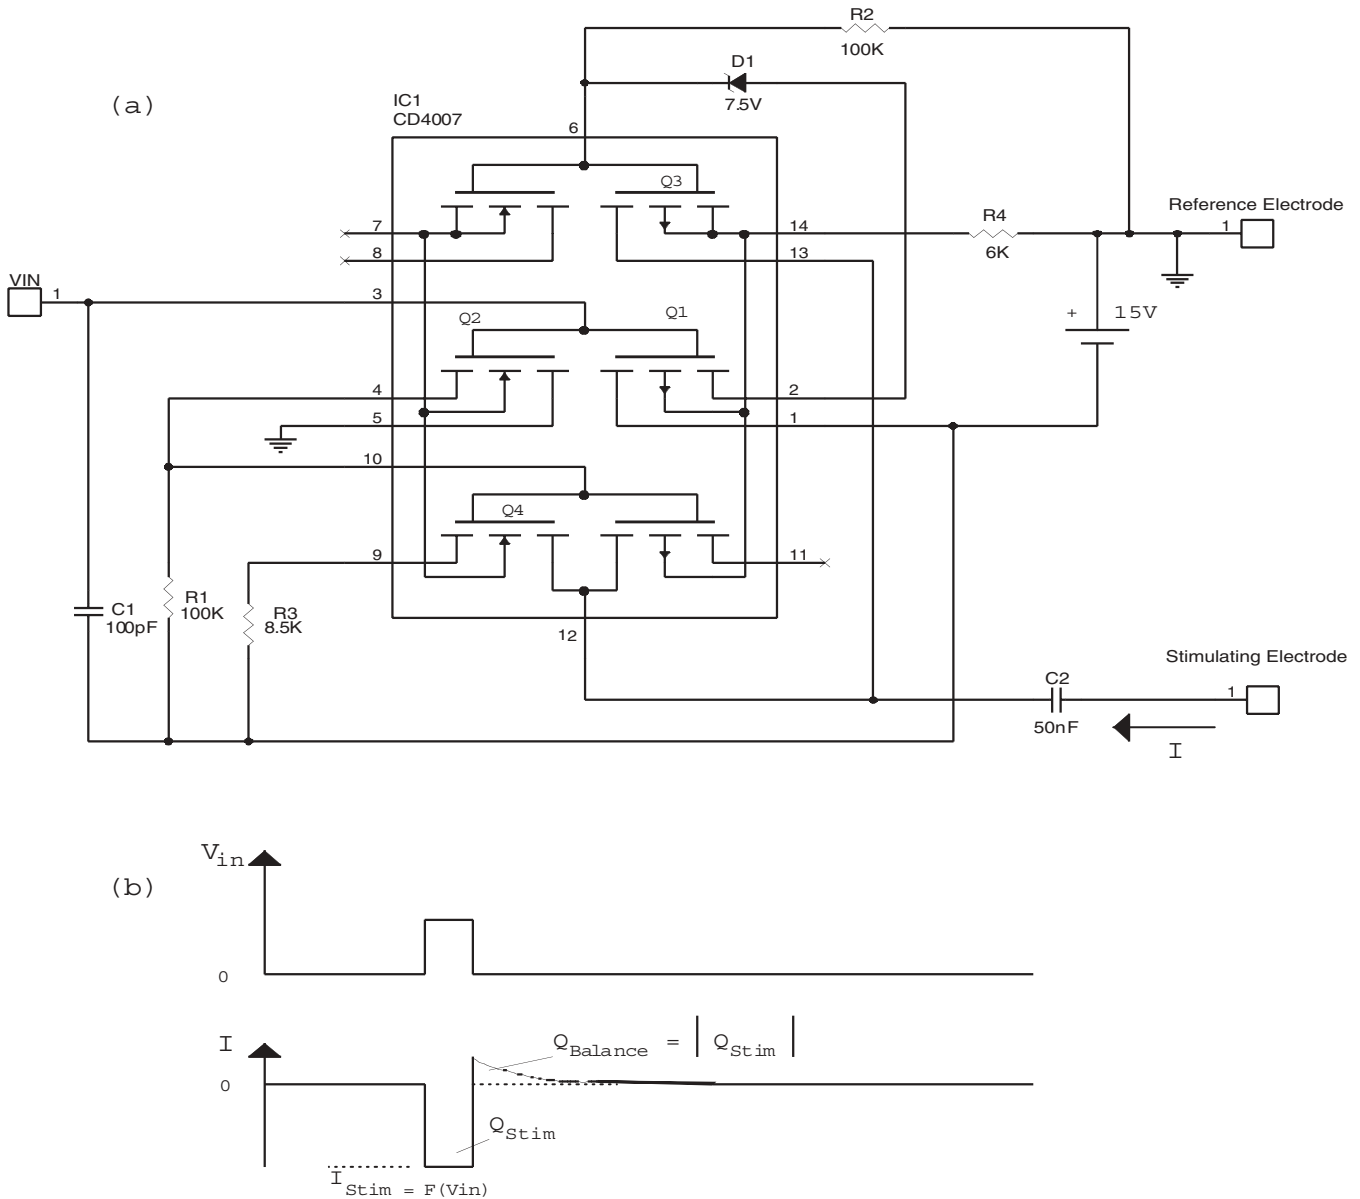 (a)
R2
100K
D1
7.5V
IC1
CD4007
6
Q3
7
8
14
13
R4
6K
Reference Electrode
1
VIN
1
3
Q2
Q1
+ 15V
4
5
2
1
10
Q4
9
11
12
C1
100pF
R1
100K
R3
8.5K
Stimulating Electrode
C2
50nF
1
I
(b)
Vin
0
I
0
QBalance = | QStim |
QStim
IStim = F(Vin)